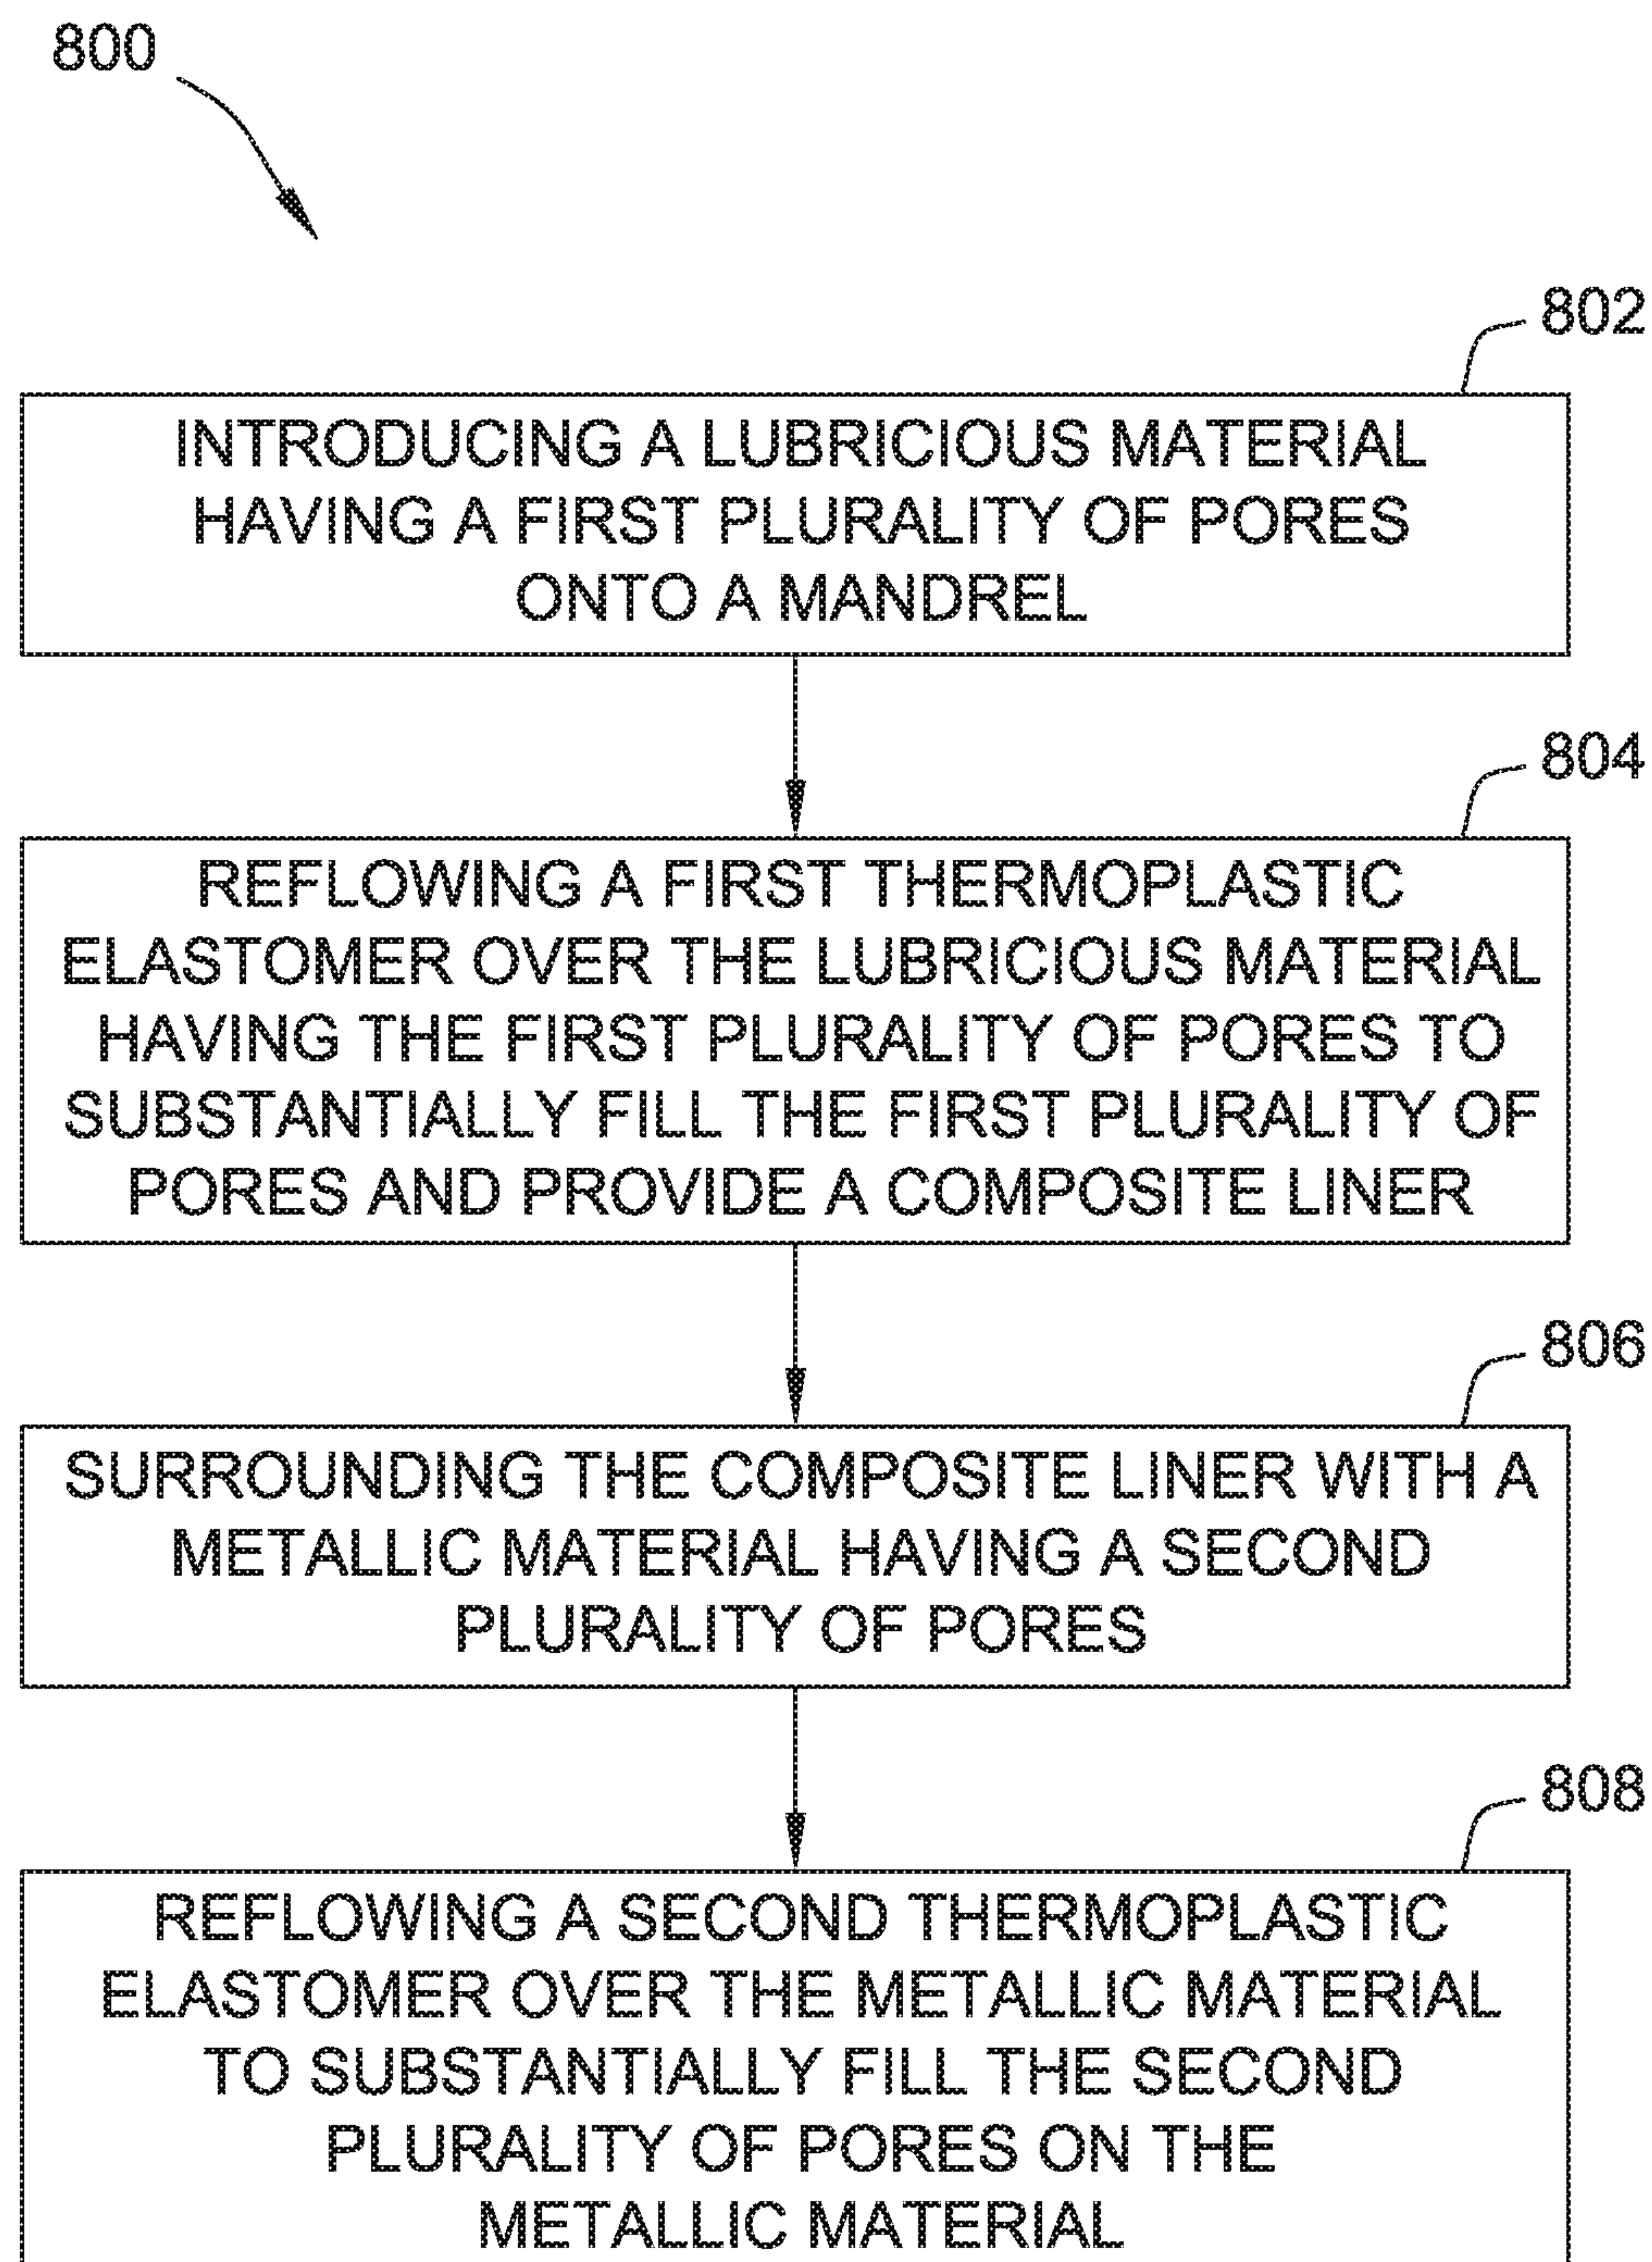 800
802
INTRODUCING A LUBRICIOUS MATERIAL
HAVING A FIRST PLURALITY OF PORES
ONTO A MANDREL
804
REFLOWING A FIRST THERMOPLASTIC
ELASTOMER OVER THE LUBRICIOUS MATERIAL
HAVING THE FIRST PLURALITY OF PORES TO
SUBSTANTIALLY FILL THE FIRST PLURALITY OF
PORES AND PROVIDE A COMPOSITE LINER
806
SURROUNDING THE COMPOSITE LINER WITH A
METALLIC MATERIAL HAVING A SECOND
PLURALITY OF PORES
808
REFLOWING A SECOND THERMOPLASTIC
ELASTOMER OVER THE METALLIC MATERIAL
TO SUBSTANTIALLY FILL THE SECOND
PLURALITY OF PORES ON THE
METALLIC MATERIAL